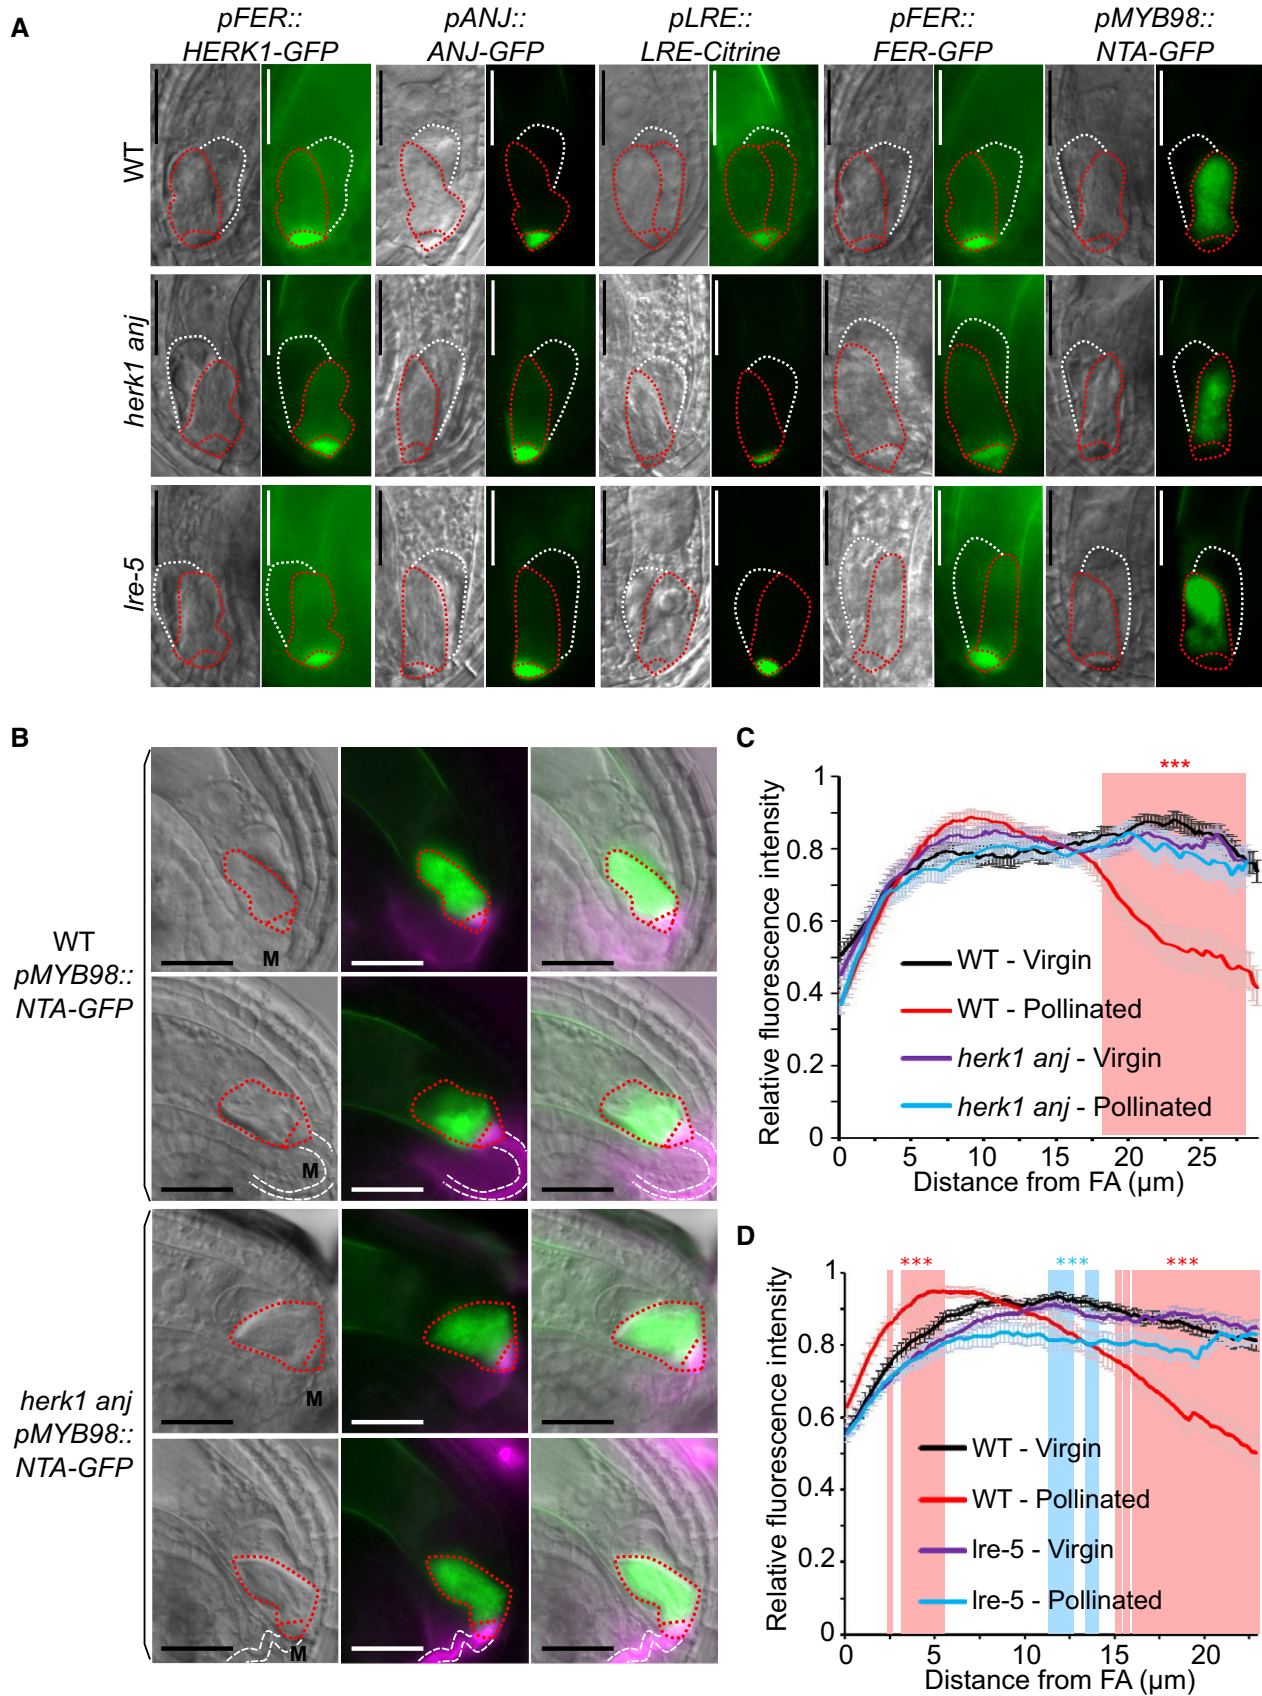 A
pFER::
HERK1-GFP
pANJ::
ANJ-GFP
pLRE::
LRE-Citrine
pFER::
FER-GFP
pMYB98::
NTA-GFP
WT
herk1 anj
lre-5
B
WT
pMYB98::
NTA-GFP
M
M
herk1 anj
pMYB98::
NTA-GFP
M
M
C
***
Relative fluorescence intensity
1
0.8
0.6
0.4
0.2
0
WT - Virgin
WT - Pollinated
herk1 anj - Virgin
herk1 anj - Pollinated
0 5 10 15 20 25
Distance from FA (µm)
D
*** *** ***
Relative fluorescence intensity
1
0.8
0.6
0.4
0.2
0
WT - Virgin
WT - Pollinated
lre-5 - Virgin
lre-5 - Pollinated
0 5 10 15 20
Distance from FA (µm)